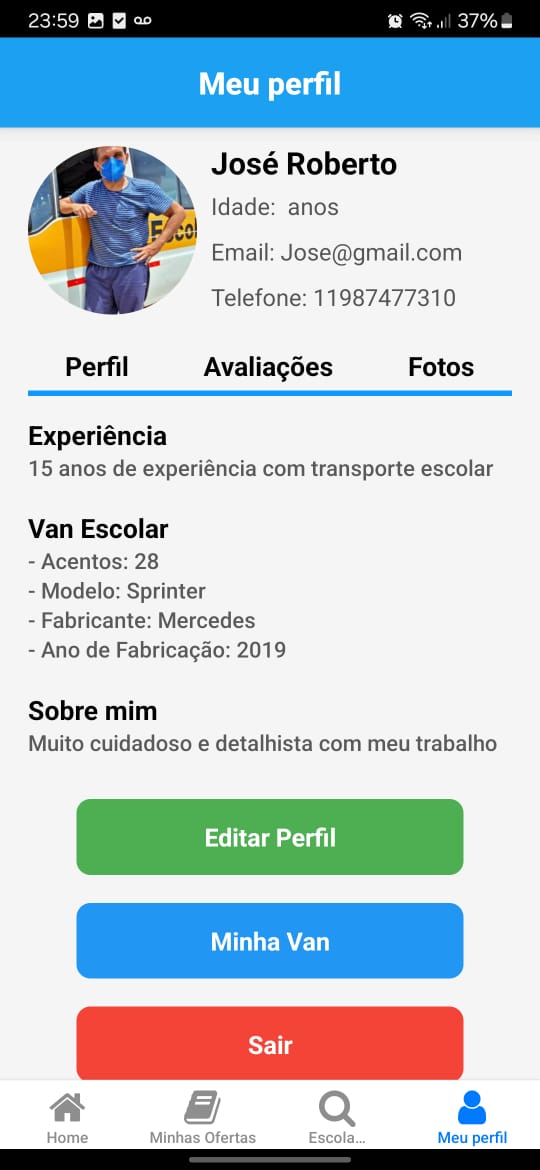 23:59
37%
Meu perfil
Escol
José Roberto
Idade:  anos
Email: Jose@gmail.com
Telefone: 11987477310
Perfil Avaliações Fotos
Experiência
15 anos de experiência com transporte escolar
Van Escolar
- Acentos: 28
- Modelo: Sprinter
- Fabricante: Mercedes
- Ano de Fabricação: 2019
Sobre mim
Muito cuidadoso e detalhista com meu trabalho
Editar Perfil
Minha Van
Sair
Home Minhas Ofertas Escola... Meu perfil